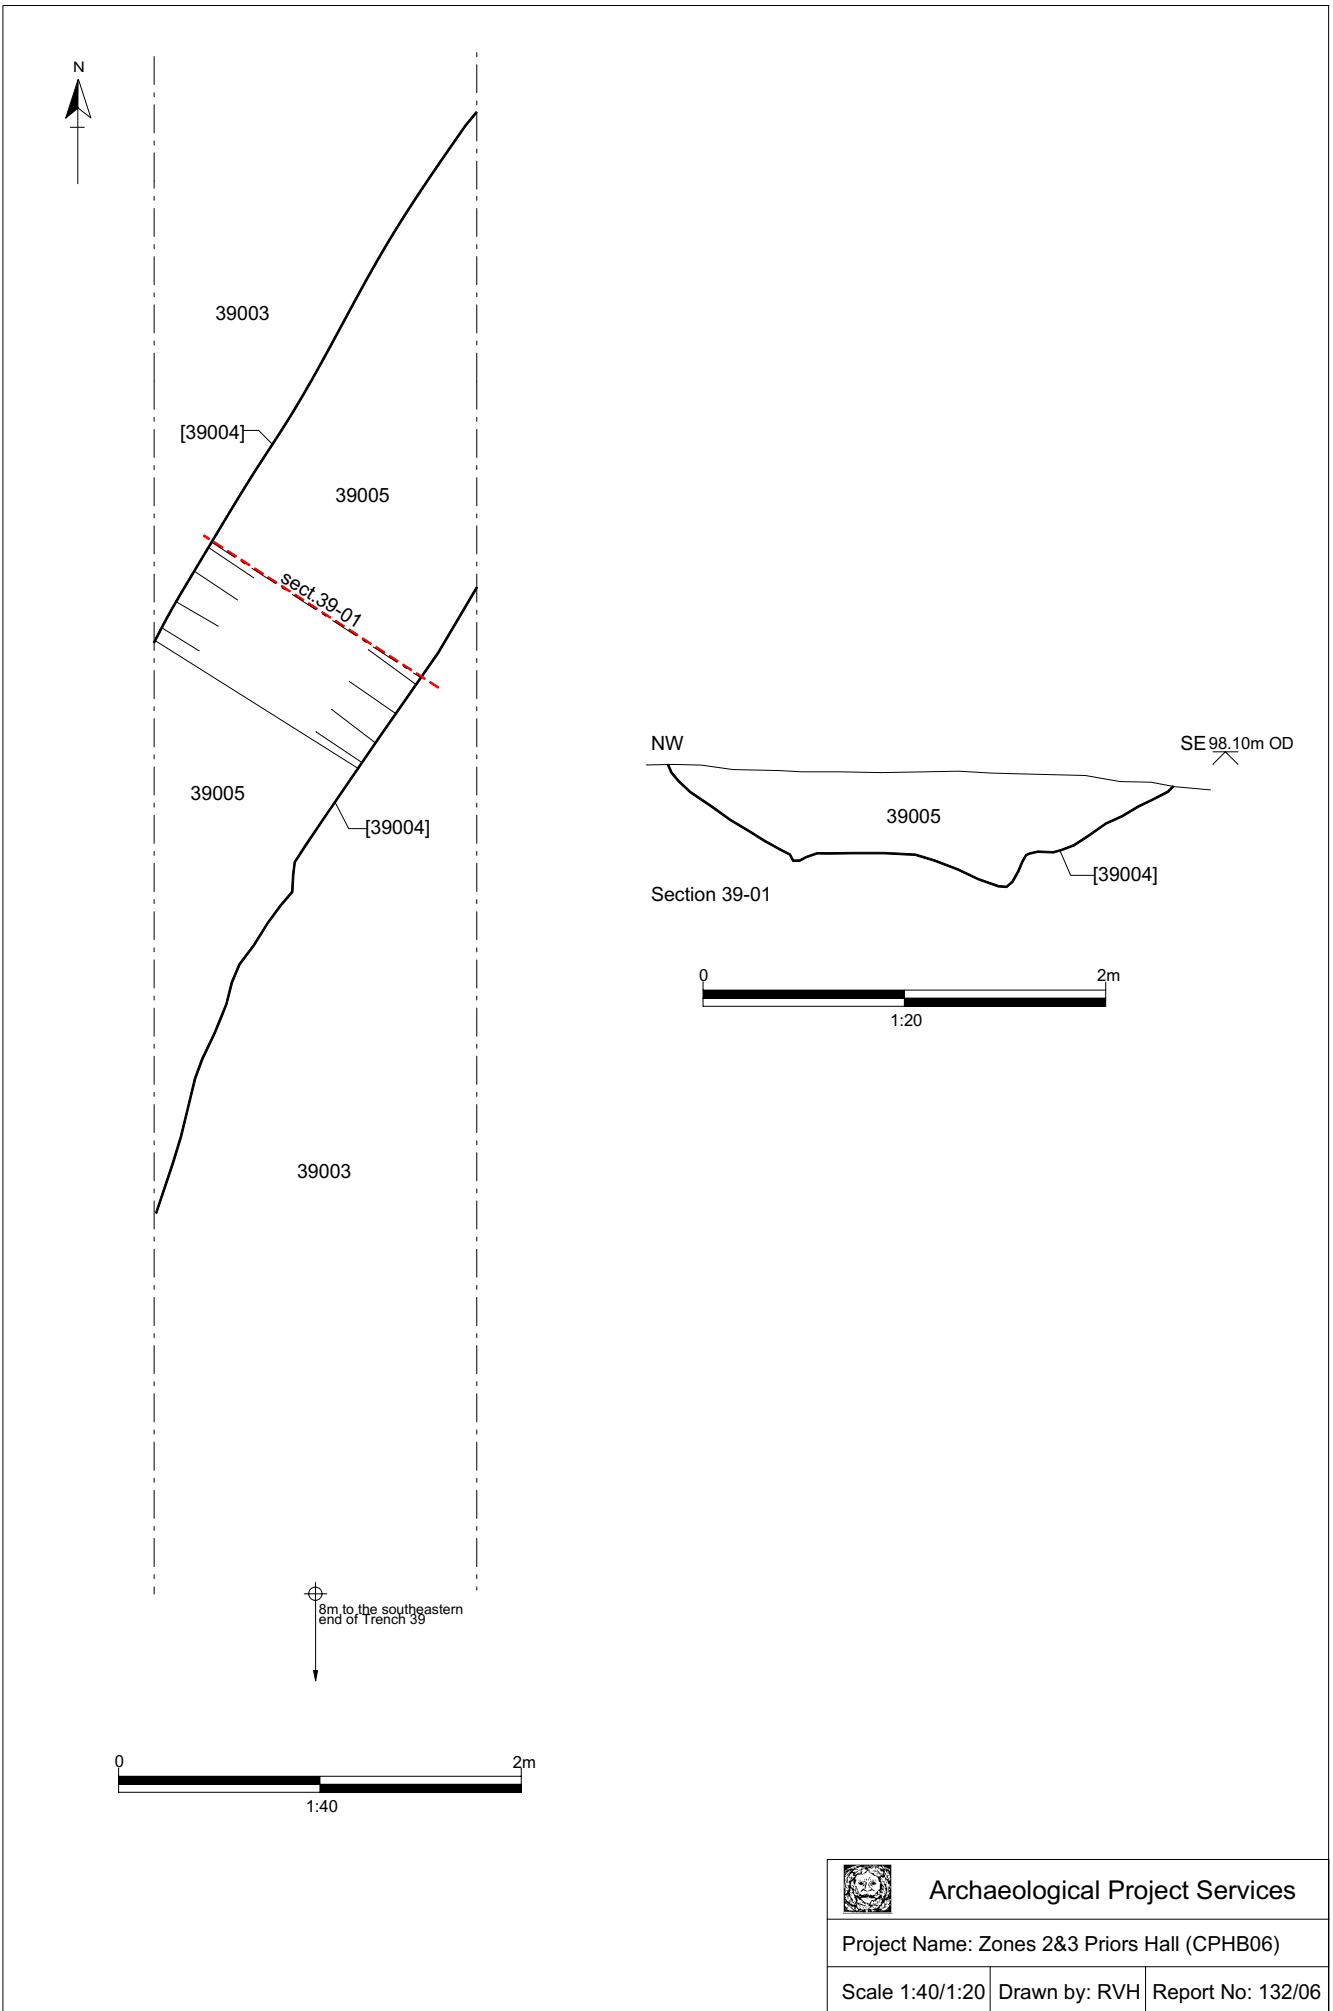 N
39003
[39004]
39005
sect.39-01
39005
[39004]
39003
8m to the southeastern
end of Trench 39
0 2m
1:40
NW
SE 98.10m OD
39005
[39004]
Section 39-01
0 2m
1:20
Archaeological Project Services
Project Name: Zones 2&3 Priors Hall (CPHB06)
Scale 1:40/1:20 Drawn by: RVH Report No: 132/06